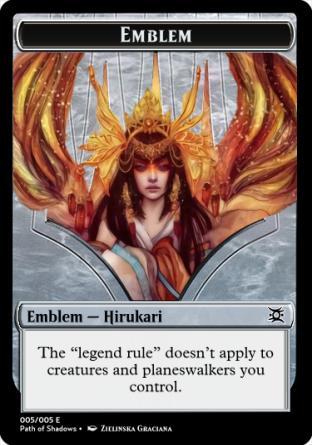 Emblem
Emblem — Hirukari
The “legend rule” doesn’t apply to
creatures and planeswalkers you
control.
005/005 E
Path of Shadows • Zielinska Graciana